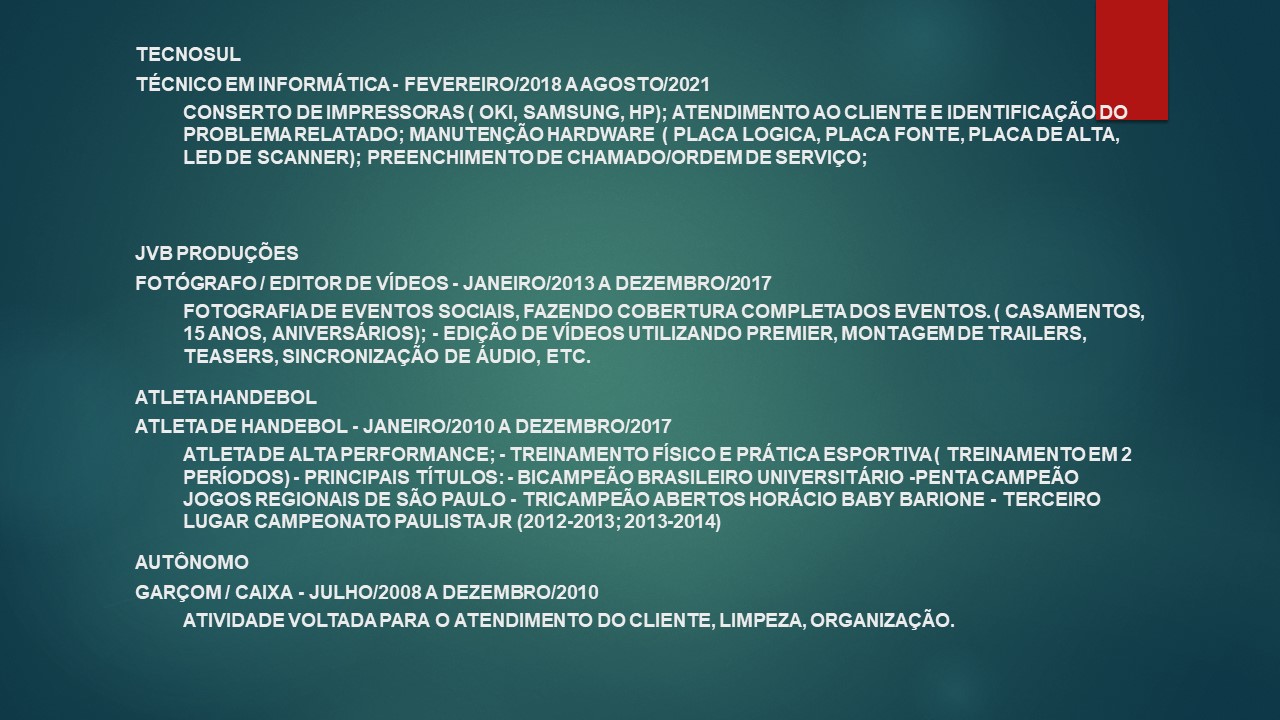 TECNOSUL
TÉCNICO EM INFORMÁTICA - FEVEREIRO/2018 A AGOSTO/2021
CONSERTO DE IMPRESSORAS ( OKI, SAMSUNG, HP); ATENDIMENTO AO CLIENTE E IDENTIFICAÇÃO DO
PROBLEMA RELATADO; MANUTENÇÃO HARDWARE ( PLACA LOGICA, PLACA FONTE, PLACA DE ALTA,
LED DE SCANNER); PREENCHIMENTO DE CHAMADO/ORDEM DE SERVIÇO;
JVB PRODUÇÕES
FOTÓGRAFO / EDITOR DE VÍDEOS - JANEIRO/2013 A DEZEMBRO/2017
FOTOGRAFIA DE EVENTOS SOCIAIS, FAZENDO COBERTURA COMPLETA DOS EVENTOS. ( CASAMENTOS,
15 ANOS, ANIVERSÁRIOS); - EDIÇÃO DE VÍDEOS UTILIZANDO PREMIER, MONTAGEM DE TRAILERS,
TEASERS, SINCRONIZAÇÃO DE ÁUDIO, ETC.
ATLETA HANDEBOL
ATLETA DE HANDEBOL - JANEIRO/2010 A DEZEMBRO/2017
ATLETA DE ALTA PERFORMANCE; - TREINAMENTO FÍSICO E PRÁTICA ESPORTIVA ( TREINAMENTO EM 2
PERÍODOS) - PRINCIPAIS TÍTULOS: - BICAMPEÃO BRASILEIRO UNIVERSITÁRIO -PENTA CAMPEÃO
JOGOS REGIONAIS DE SÃO PAULO - TRICAMPEÃO ABERTOS HORÁCIO BABY BARIONE - TERCEIRO
LUGAR CAMPEONATO PAULISTA JR (2012-2013; 2013-2014)
AUTÔNOMO
GARÇOM / CAIXA - JULHO/2008 A DEZEMBRO/2010
ATIVIDADE VOLTADA PARA O ATENDIMENTO DO CLIENTE, LIMPEZA, ORGANIZAÇÃO.